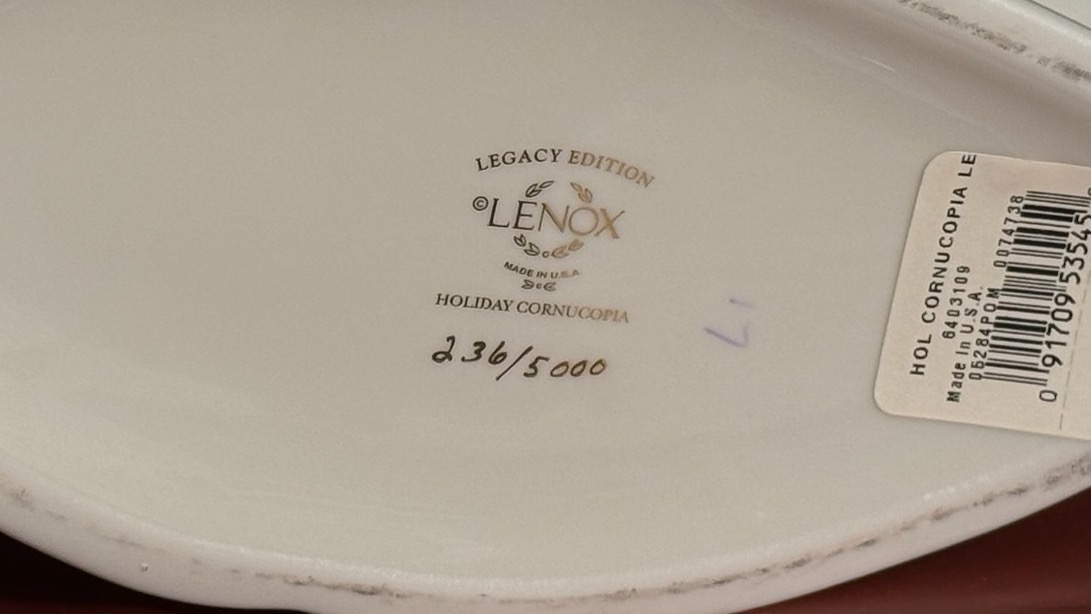 LEGACY EDITION
©LENOX
MADE IN U.S.A
HOLIDAY CORNUCOPIA
236/5000
17
HOL CORNUCOPIA LE
6403109
Made In U.S.A.
05284POM 0074738
0 91709 53545